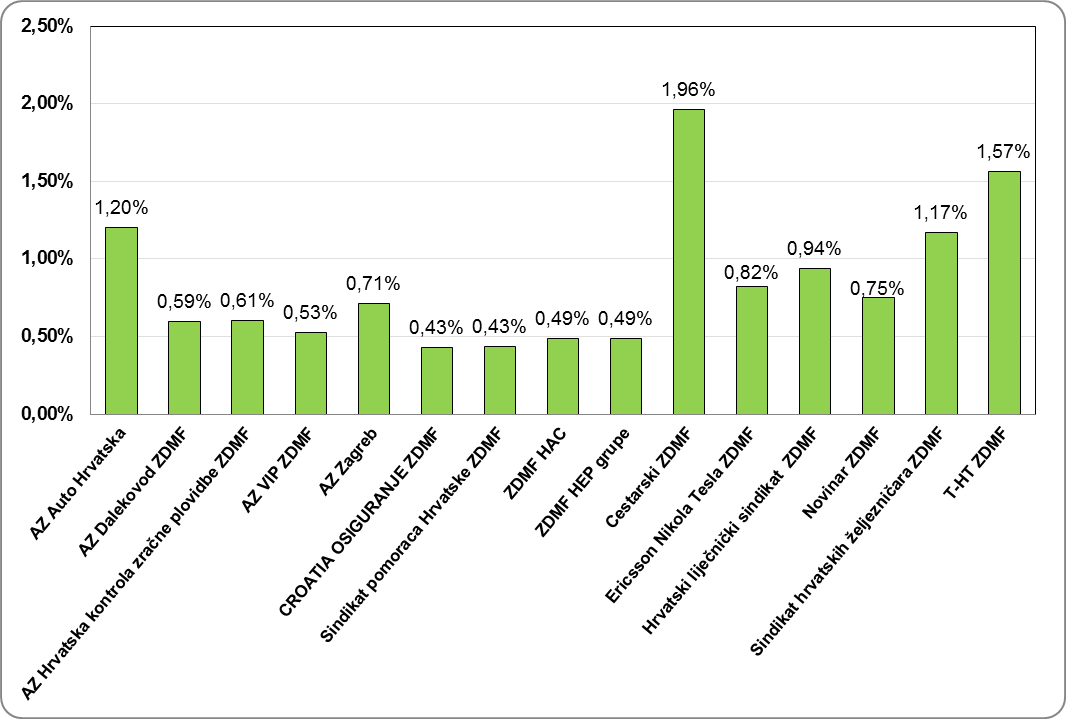 2,50%
2,00%
1,50%
1,00%
0,50%
0,00%
1,20%
0,59%
0,61%
0,53%
0,71%
0,43%
0,43%
0,49%
0,49%
1,96%
0,82%
0,94%
0,75%
1,17%
1,57%
AZ Auto Hrvatska
AZ Dalekovod ZDMF
AZ Hrvatska kontrola zračne plovidbe ZDMF
AZ VIP ZDMF
AZ Zagreb
CROATIA OSIGURANJE ZDMF
Sindikat pomoraca Hrvatske ZDMF
ZDMF HAC
ZDMF HEP grupe
Cestarski ZDMF
Ericsson Nikola Tesla ZDMF
Hrvatski liječnički sindikat ZDMF
Novinar ZDMF
Sindikat hrvatskih željezničara ZDMF
T-HT ZDMF